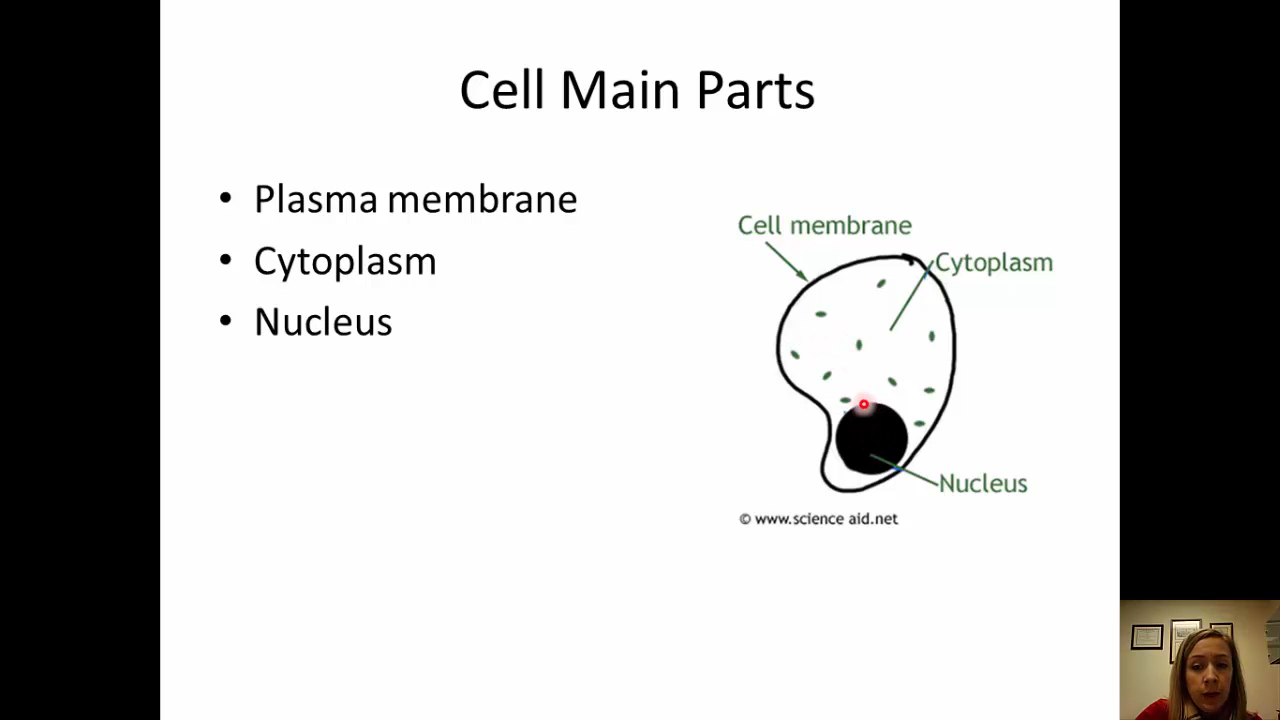 Cell Main Parts
• Plasma membrane
• Cytoplasm
• Nucleus
Cell membrane
Cytoplasm
Nucleus
© www.science aid.net